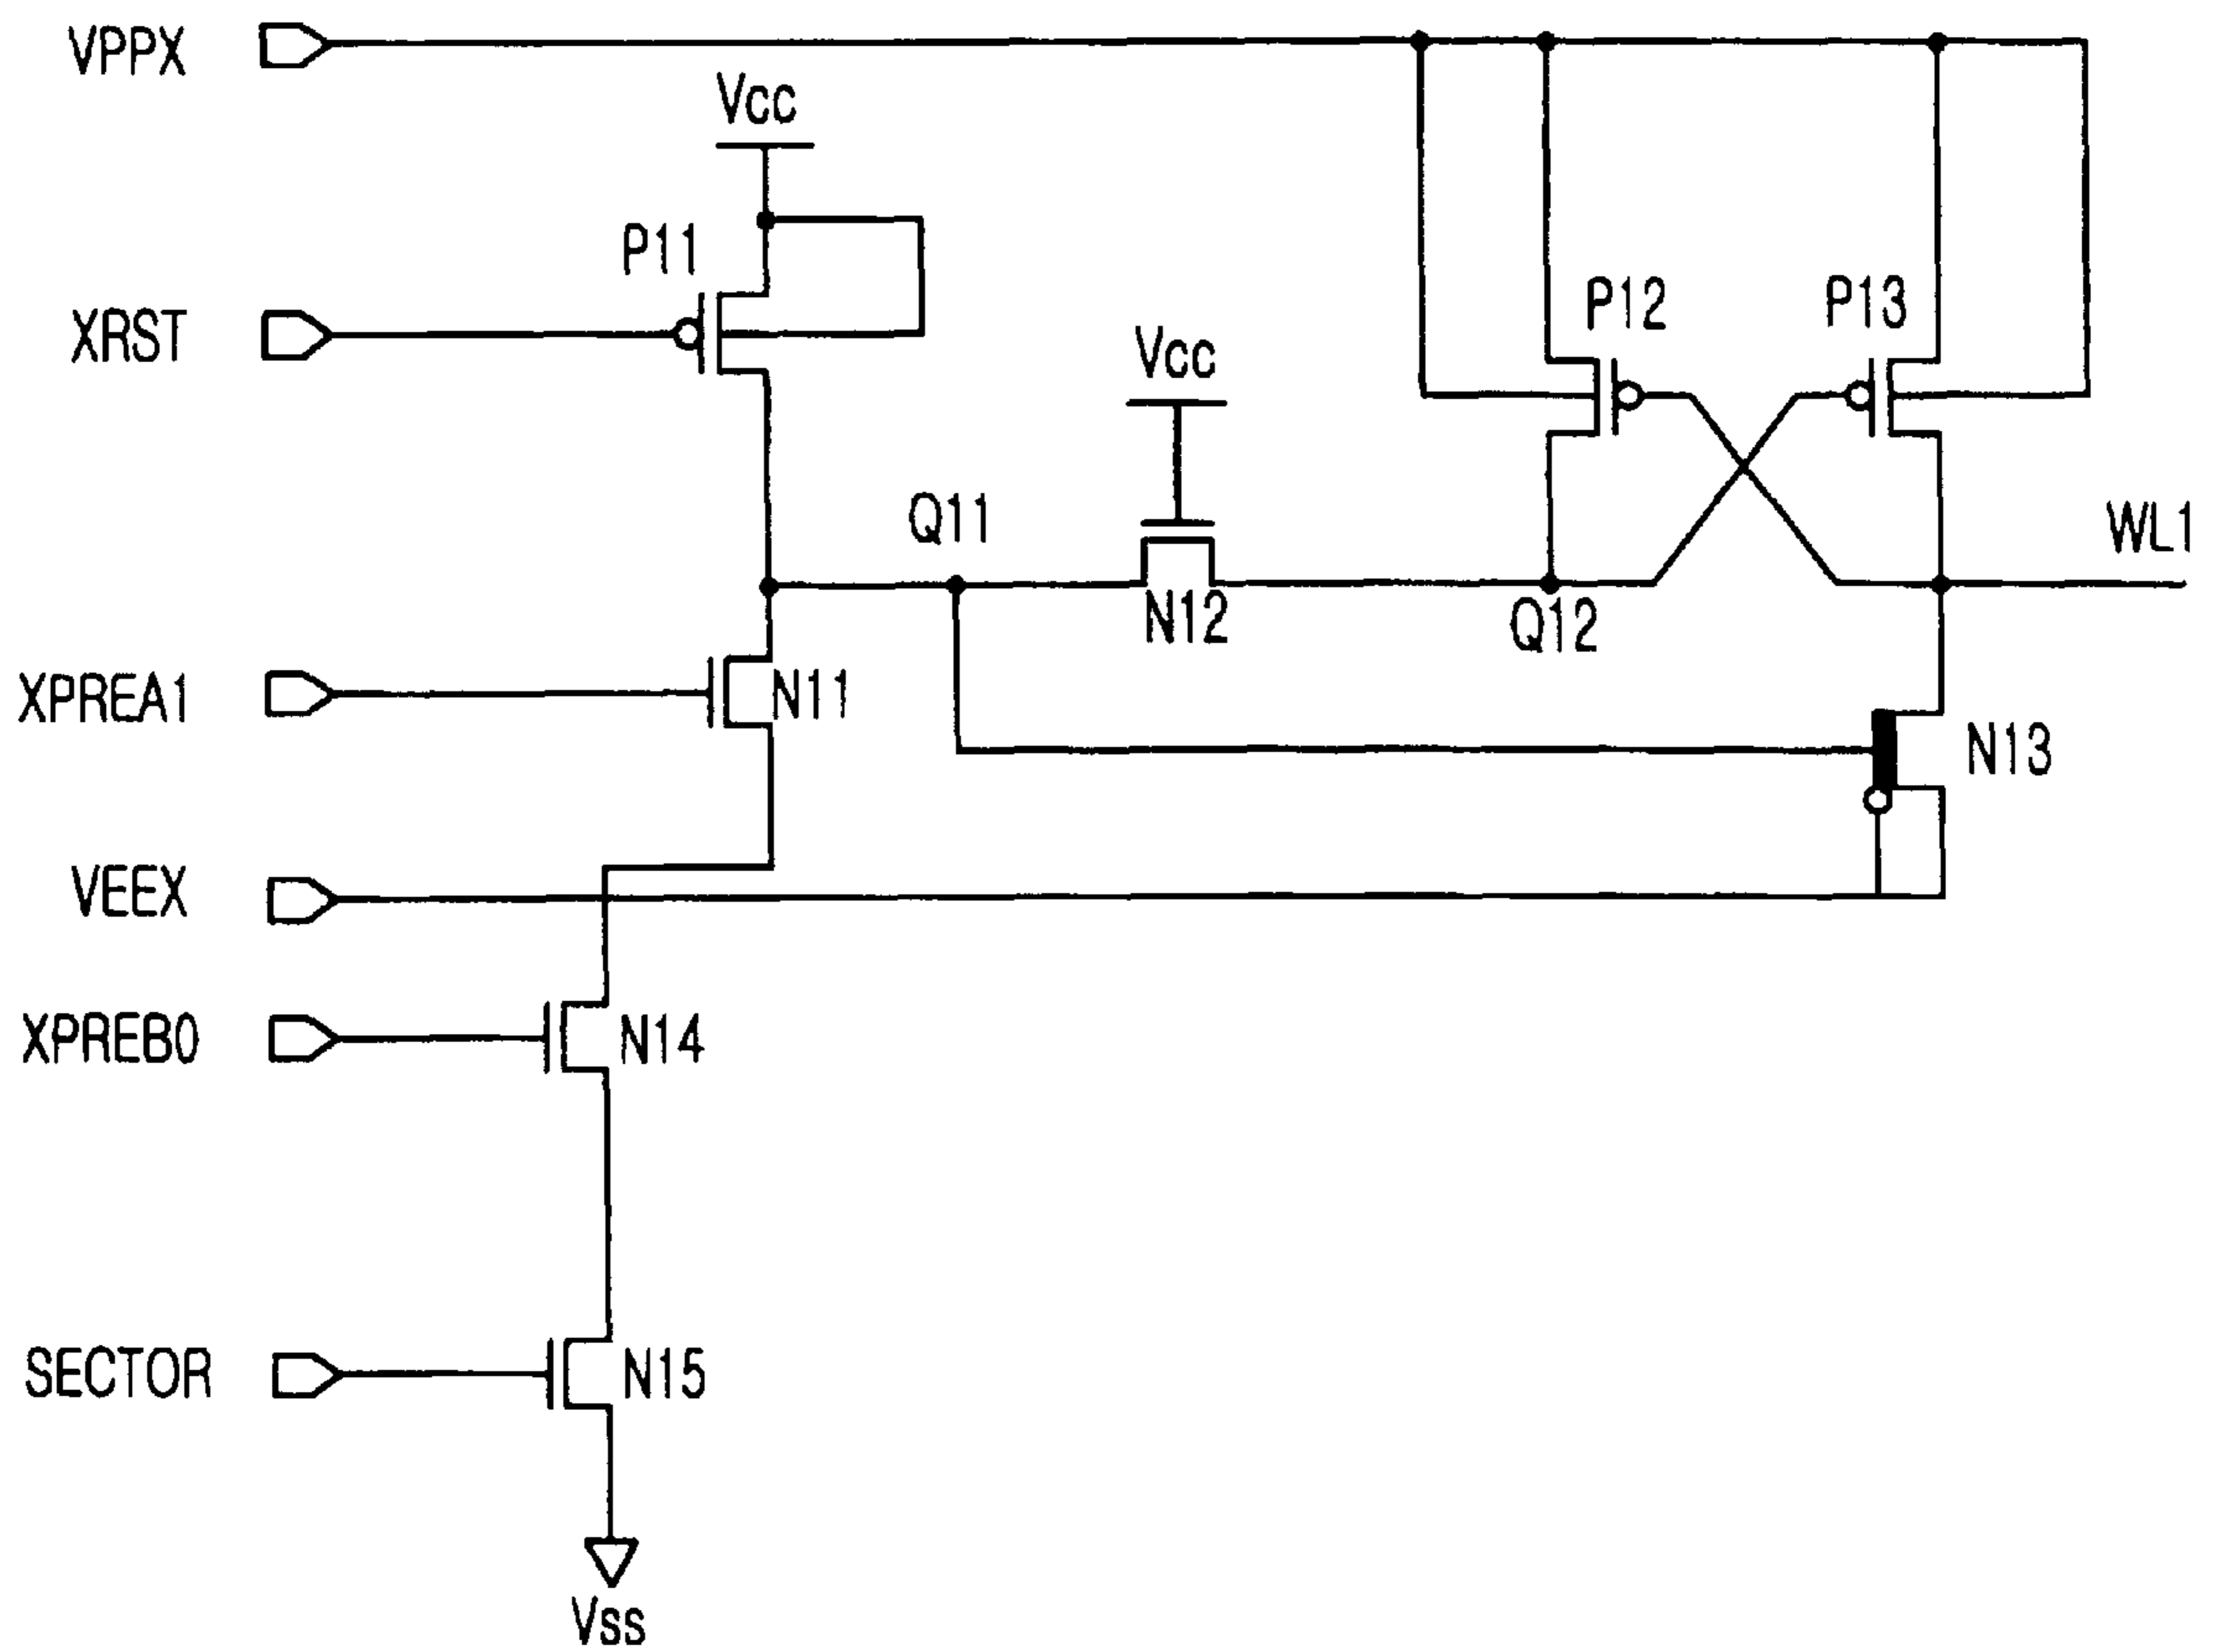 VPPX
Vcc
P11
XRST
P12
P13
Vcc
Q11
WL1
N12
Q12
XPREA1
N11
N13
VEEX
XPREB0
N14
SECTOR
N15
Vss